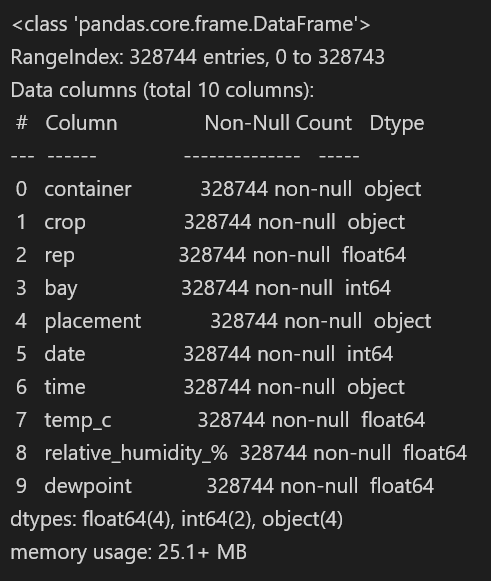 <class 'pandas.core.frame.DataFrame'>
RangeIndex: 328744 entries, 0 to 328743
Data columns (total 10 columns):
 #   Column                Non-Null Count   Dtype
---  ------                --------------   -----
 0   container             328744 non-null  object
 1   crop                  328744 non-null  object
 2   rep                   328744 non-null  float64
 3   bay                   328744 non-null  int64
 4   placement             328744 non-null  object
 5   date                  328744 non-null  int64
 6   time                  328744 non-null  object
 7   temp_c                328744 non-null  float64
 8   relative_humidity_%  328744 non-null  float64
 9   dewpoint              328744 non-null  float64
dtypes: float64(4), int64(2), object(4)
memory usage: 25.1+ MB